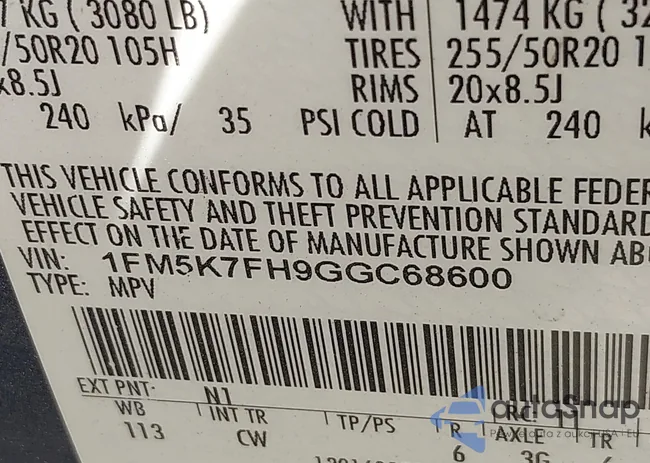 KG ( 3080 LB) WITH 1474 KG ( 32
/50R20 105H TIRES 255/50R20 1
x8.5J RIMS 20x8.5J
240 kPa/ 35 PSI COLD AT 240 k
THIS VEHICLE CONFORMS TO ALL APPLICABLE FEDER
VEHICLE SAFETY AND THEFT PREVENTION STANDARD
EFFECT ON THE DATE OF MANUFACTURE SHOWN AB
VIN: 1FM5K7FH9GGC68600
TYPE: MPV
EXT PNT: N1 RC: 11
WB INT TR TP/PS R AXLE TR
113 CW 6 3G
autoSnap